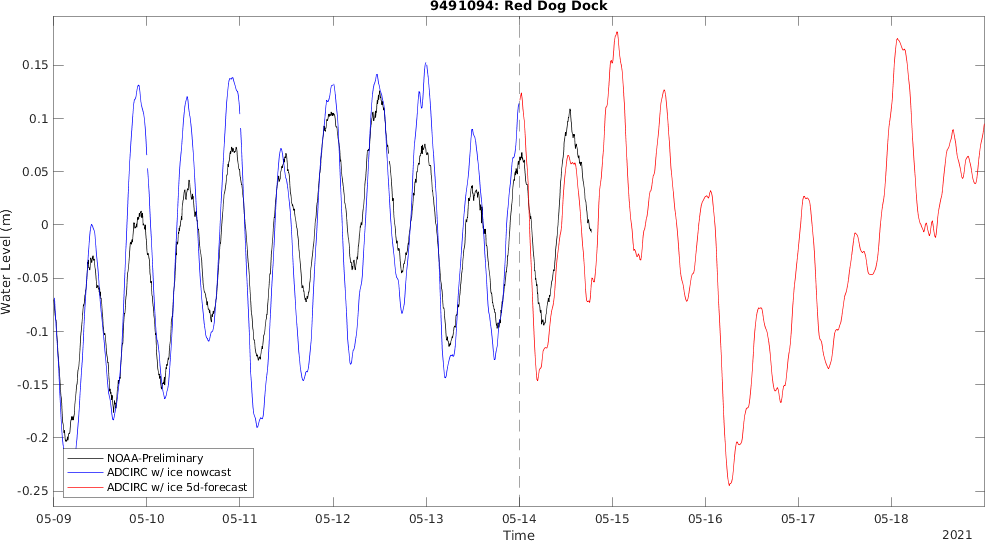 9491094: Red Dog Dock
Water Level (m)
0.15
0.1
0.05
0
-0.05
-0.1
-0.15
-0.2
-0.25
NOAA-Preliminary
ADCIRC w/ ice nowcast
ADCIRC w/ ice 5d-forecast
05-09 05-10 05-11 05-12 05-13 05-14 05-15 05-16 05-17 05-18
Time
2021